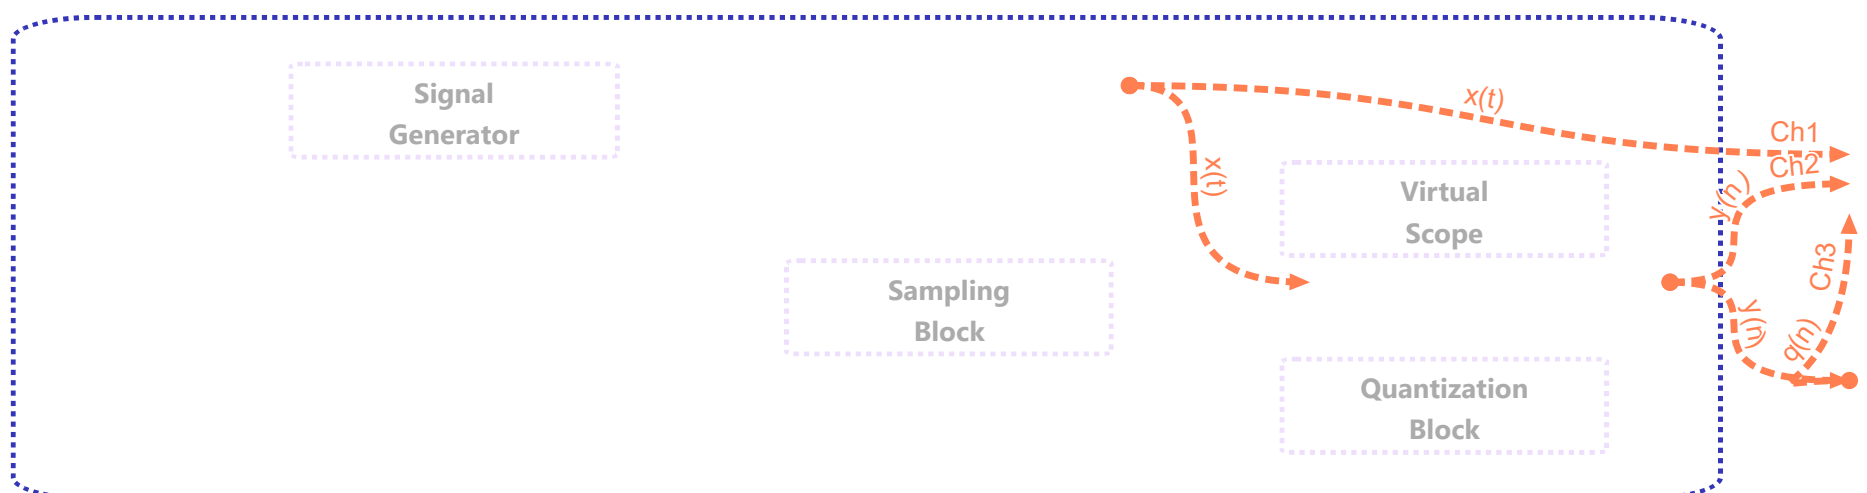 Signal
Generator
x(t)
Ch1
Ch2
x(t)
Virtual
Scope
y(n)
Ch3
Sampling
Block
y(n)
q(n)
Quantization
Block